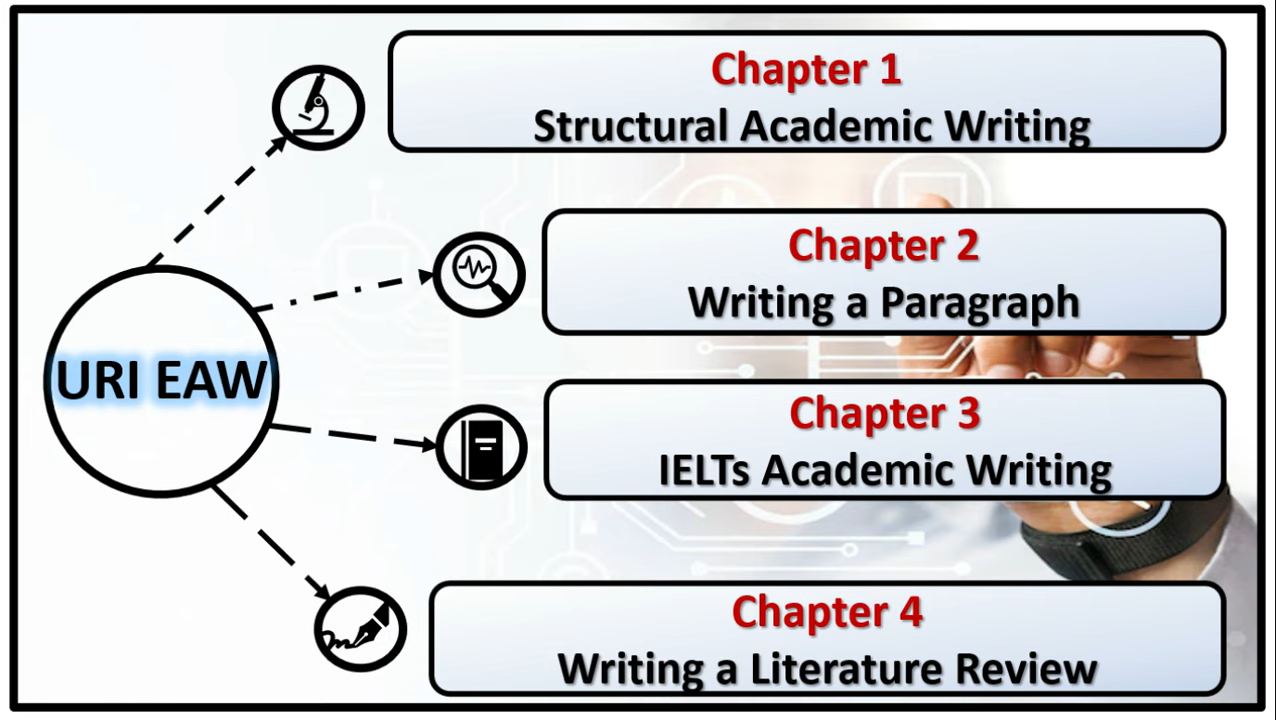 Chapter 1
Structural Academic Writing
Chapter 2
Writing a Paragraph
URI EAW
Chapter 3
IELTs Academic Writing
Chapter 4
Writing a Literature Review